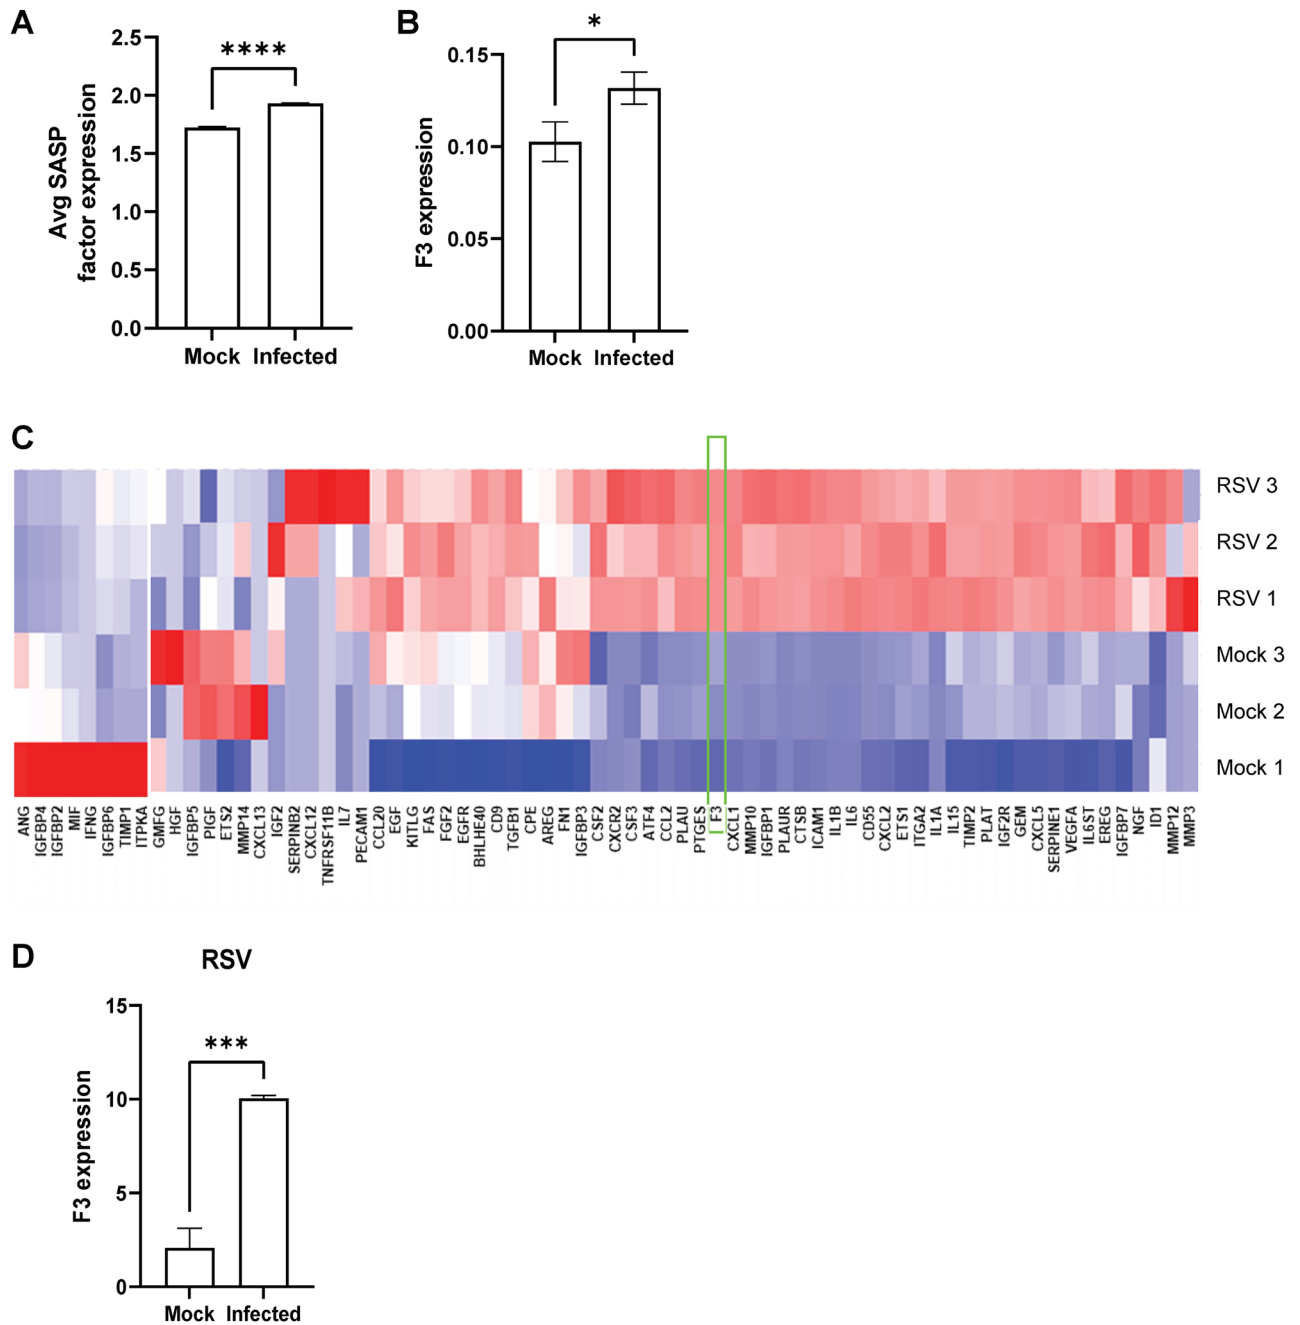 A
2.5
2.0
1.5
1.0
0.5
0.0
Avg SASP
factor expression
****
Mock Infected
B
0.15
0.10
0.05
0.00
F3 expression
*
Mock Infected
C
RSV 3
RSV 2
RSV 1
Mock 3
Mock 2
Mock 1
ANG
IGFBP4
IGFBP2
MIF
IFNG
IGFBP6
TIMP1
ITPKA
GMFG
HGF
IGFBP5
PIGF
ETS2
MMP14
CXCL13
IGF2
SERPINB2
CXCL12
TNFRSF11B
IL7
PECAM1
CCL20
EGF
KITLG
FAS
FGF2
EGFR
BHLHE40
CD9
TGFB1
CPE
AREG
FN1
IGFBP3
CSF2
CXCR2
CSF3
ATF4
CCL2
PLAU
PTGES
F3
CXCL1
MMP10
IGFBP1
PLAUR
CTSB
ICAM1
IL1B
IL6
CD55
CXCL2
ETS1
ITGA2
IL1A
IL15
TIMP2
PLAT
IGF2R
GEM
CXCL5
SERPINE1
VEGFA
IL6ST
EREG
IGFBP7
NGF
ID1
MMP12
MMP3
D
RSV
15
10
5
0
F3 expression
***
Mock Infected